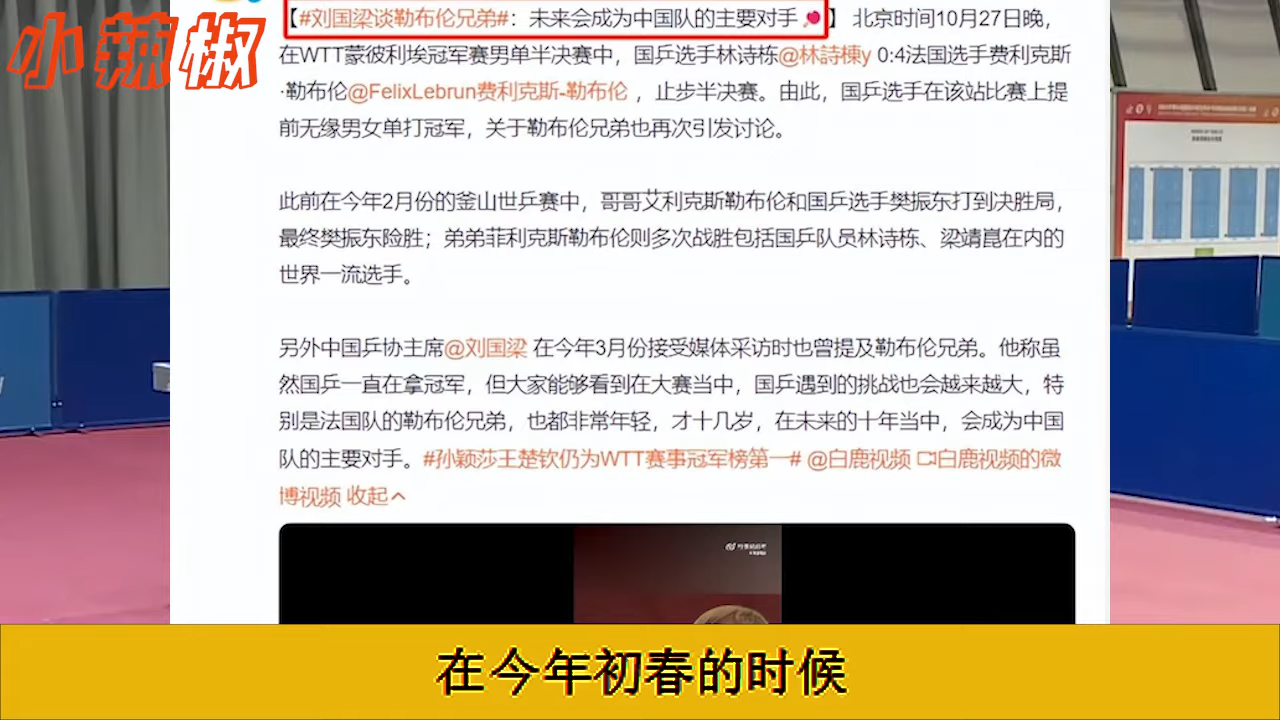 小辣椒
【#刘国梁谈勒布伦兄弟#：未来会成为中国队的主要对手🏓】 北京时间10月27日晚，
在WTT蒙彼利埃冠军赛男单半决赛中，国乒选手林诗栋@林詩棟y 0:4法国选手费利克斯
·勒布伦@FelixLebrun费利克斯-勒布伦 ，止步半决赛。由此，国乒选手在该站比赛上提
前无缘男女单打冠军，关于勒布伦兄弟也再次引发讨论。
此前在今年2月份的釜山世乒赛中，哥哥艾利克斯勒布伦和国乒选手樊振东打到决胜局，
最终樊振东险胜；弟弟菲利克斯勒布伦则多次战胜包括国乒队员林诗栋、梁靖崑在内的
世界一流选手。
另外中国乒协主席@刘国梁 在今年3月份接受媒体采访时也曾提及勒布伦兄弟。他称虽
然国乒一直在拿冠军，但大家能够看到在大赛当中，国乒遇到的挑战也会越来越大，特
别是法国队的勒布伦兄弟，也都非常年轻，才十几岁，在未来的十年当中，会成为中国
队的主要对手。#孙颖莎王楚钦仍为WTT赛事冠军榜第一# @白鹿视频 白鹿视频的微
博视频 收起
在今年初春的时候